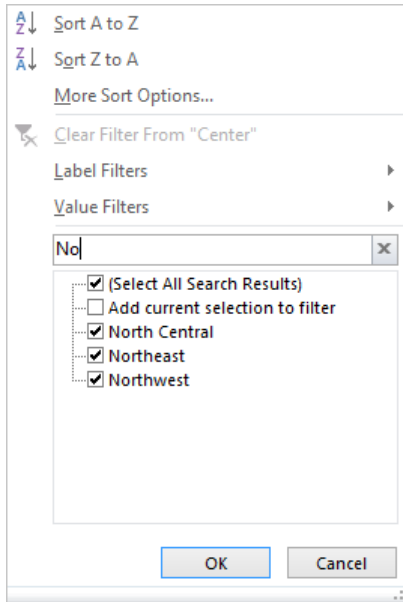 Sort A to Z
Sort Z to A
More Sort Options...
Clear Filter From "Center"
Label Filters
Value Filters
No
(Select All Search Results)
Add current selection to filter
North Central
Northeast
Northwest
OK Cancel